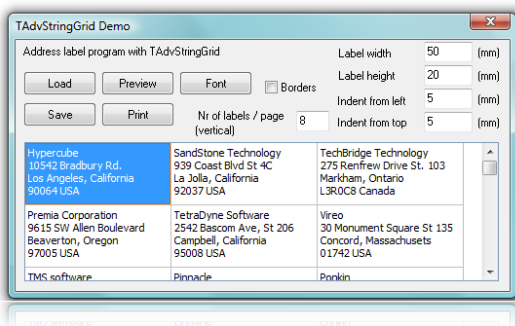 TAdvStringGrid Demo
Address label program with TAdvStringGrid
Label width 50 (mm)
Load Preview Font Borders
Label height 20 (mm)
Indent from left 5 (mm)
Save Print Nr of labels / page (vertical) 8
Indent from top 5 (mm)
Hypercube
10542 Bradbury Rd.
Los Angeles, California
90064 USA
SandStone Technology
939 Coast Blvd St 4C
La Jolla, California
92037 USA
TechBridge Technology
275 Renfrew Drive St. 103
Markham, Ontario
L3R0C8 Canada
Premia Corporation
9615 SW Allen Boulevard
Beaverton, Oregon
97005 USA
TetraDyne Software
2542 Bascom Ave, St 206
Campbell, California
95008 USA
Vireo
30 Monument Square St 135
Concord, Massachusets
01742 USA
TMS software
Pinnacle
Popkin